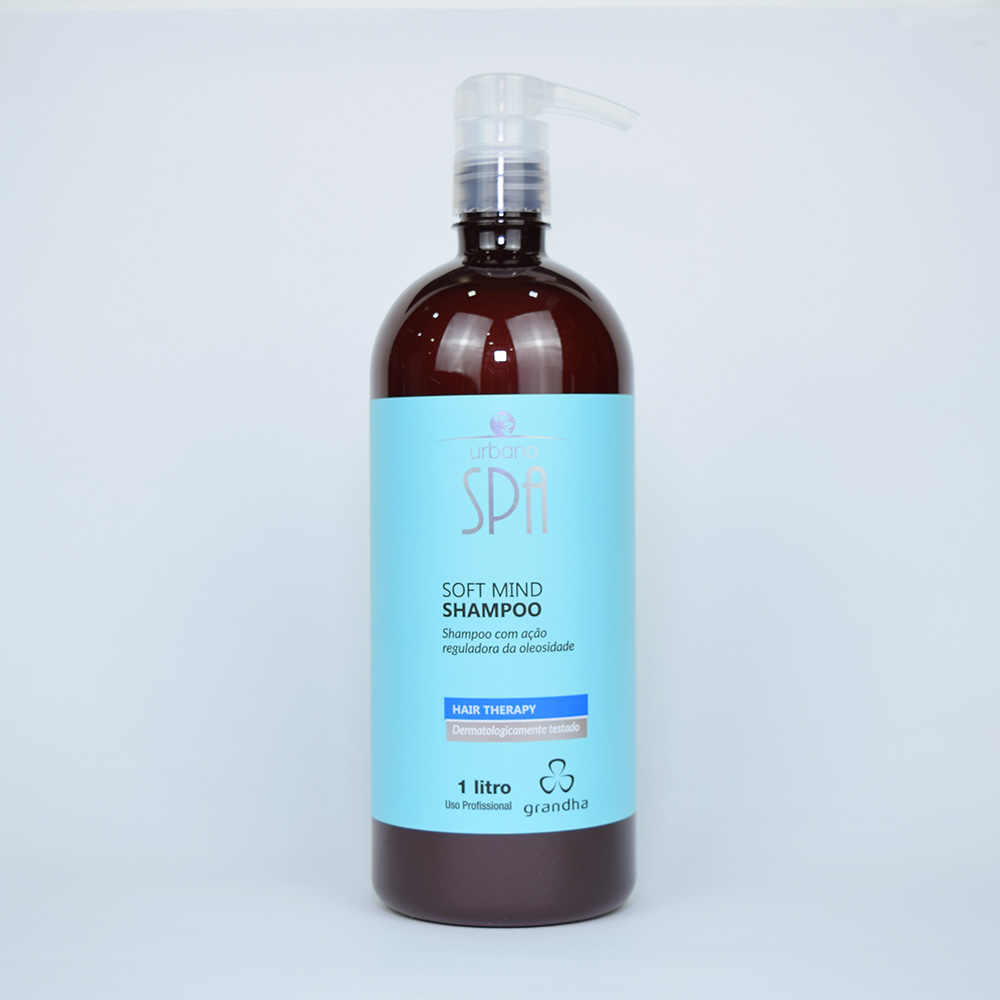 urbano
SPA
SOFT MIND
SHAMPOO
Shampoo com ação
reguladora da oleosidade
HAIR THERAPY
Dermatologicamente testado
1 litro
Uso Profissional
grandha